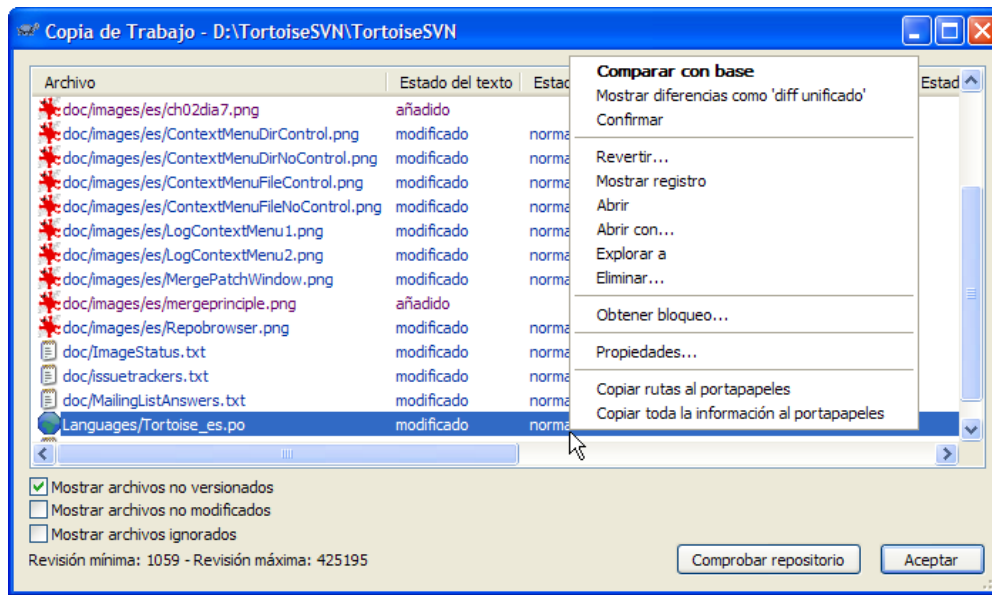 Copia de Trabajo - D:\TortoiseSVN\TortoiseSVN
Archivo Estado del texto Estad Estad
doc/images/es/ch02dia7.png añadido
doc/images/es/ContextMenuDirControl.png modificado norma
doc/images/es/ContextMenuDirNoControl.png modificado norma
doc/images/es/ContextMenuFileControl.png modificado norma
doc/images/es/ContextMenuFileNoControl.png modificado norma
doc/images/es/LogContextMenu1.png modificado norma
doc/images/es/LogContextMenu2.png modificado norma
doc/images/es/MergePatchWindow.png modificado norma
doc/images/es/mergeprinciple.png añadido
doc/images/es/Repobrowser.png modificado norma
doc/ImageStatus.txt modificado norma
doc/issuetrackers.txt modificado norma
doc/MailingListAnswers.txt modificado norma
Languages/Tortoise_es.po modificado norma
Comparar con base
Mostrar diferencias como 'diff unificado'
Confirmar
Revertir...
Mostrar registro
Abrir
Abrir con...
Explorar a
Eliminar...
Obtener bloqueo...
Propiedades...
Copiar rutas al portapapeles
Copiar toda la información al portapapeles
Mostrar archivos no versionados
Mostrar archivos no modificados
Mostrar archivos ignorados
Revisión mínima: 1059 - Revisión máxima: 425195
Comprobar repositorio
Aceptar